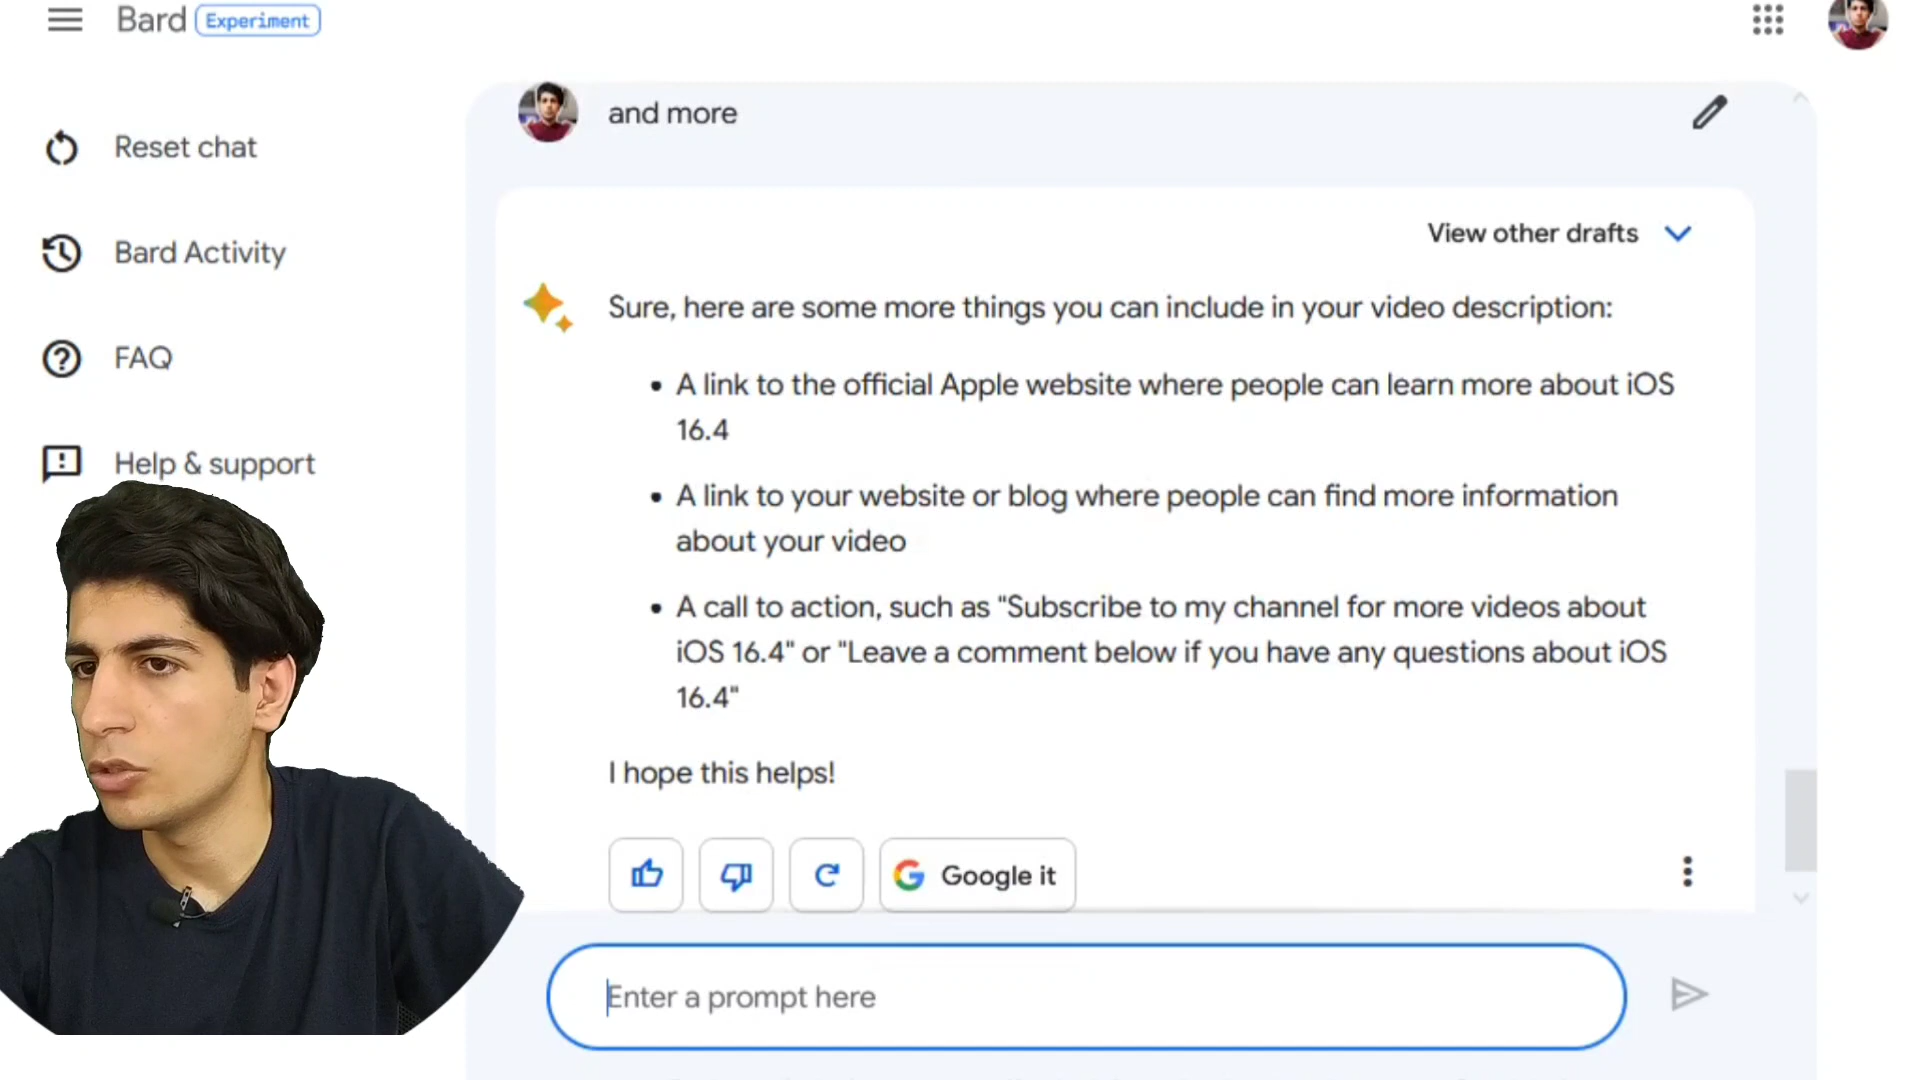 Bard Experiment
Reset chat
Bard Activity
FAQ
Help & support
and more
View other drafts
Sure, here are some more things you can include in your video description:
• A link to the official Apple website where people can learn more about iOS
16.4
• A link to your website or blog where people can find more information
about your video
• A call to action, such as "Subscribe to my channel for more videos about
iOS 16.4" or "Leave a comment below if you have any questions about iOS
16.4"
I hope this helps!
Google it
Enter a prompt here